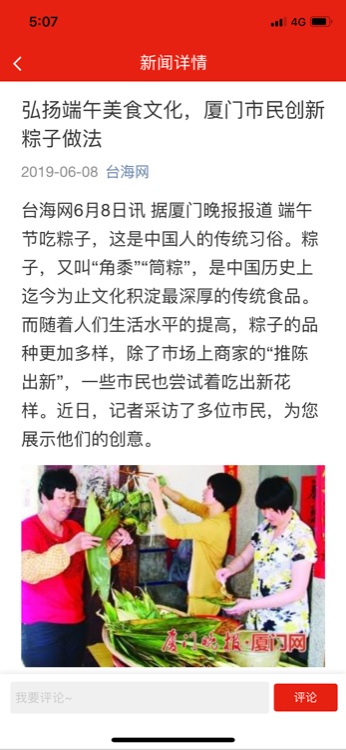 5:07
4G
新闻详情
弘扬端午美食文化，厦门市民创新
粽子做法
2019-06-08 台海网
台海网6月8日讯 据厦门晚报报道 端午
节吃粽子，这是中国人的传统习俗。粽
子，又叫“角黍”“筒粽”，是中国历史上
迄今为止文化积淀最深厚的传统食品。
而随着人们生活水平的提高，粽子的品
种更加多样，除了市场上商家的“推陈
出新”，一些市民也尝试着吃出新花
样。近日，记者采访了多位市民，为您
展示他们的创意。
厦门晚报·厦门网
我要评论~
评论